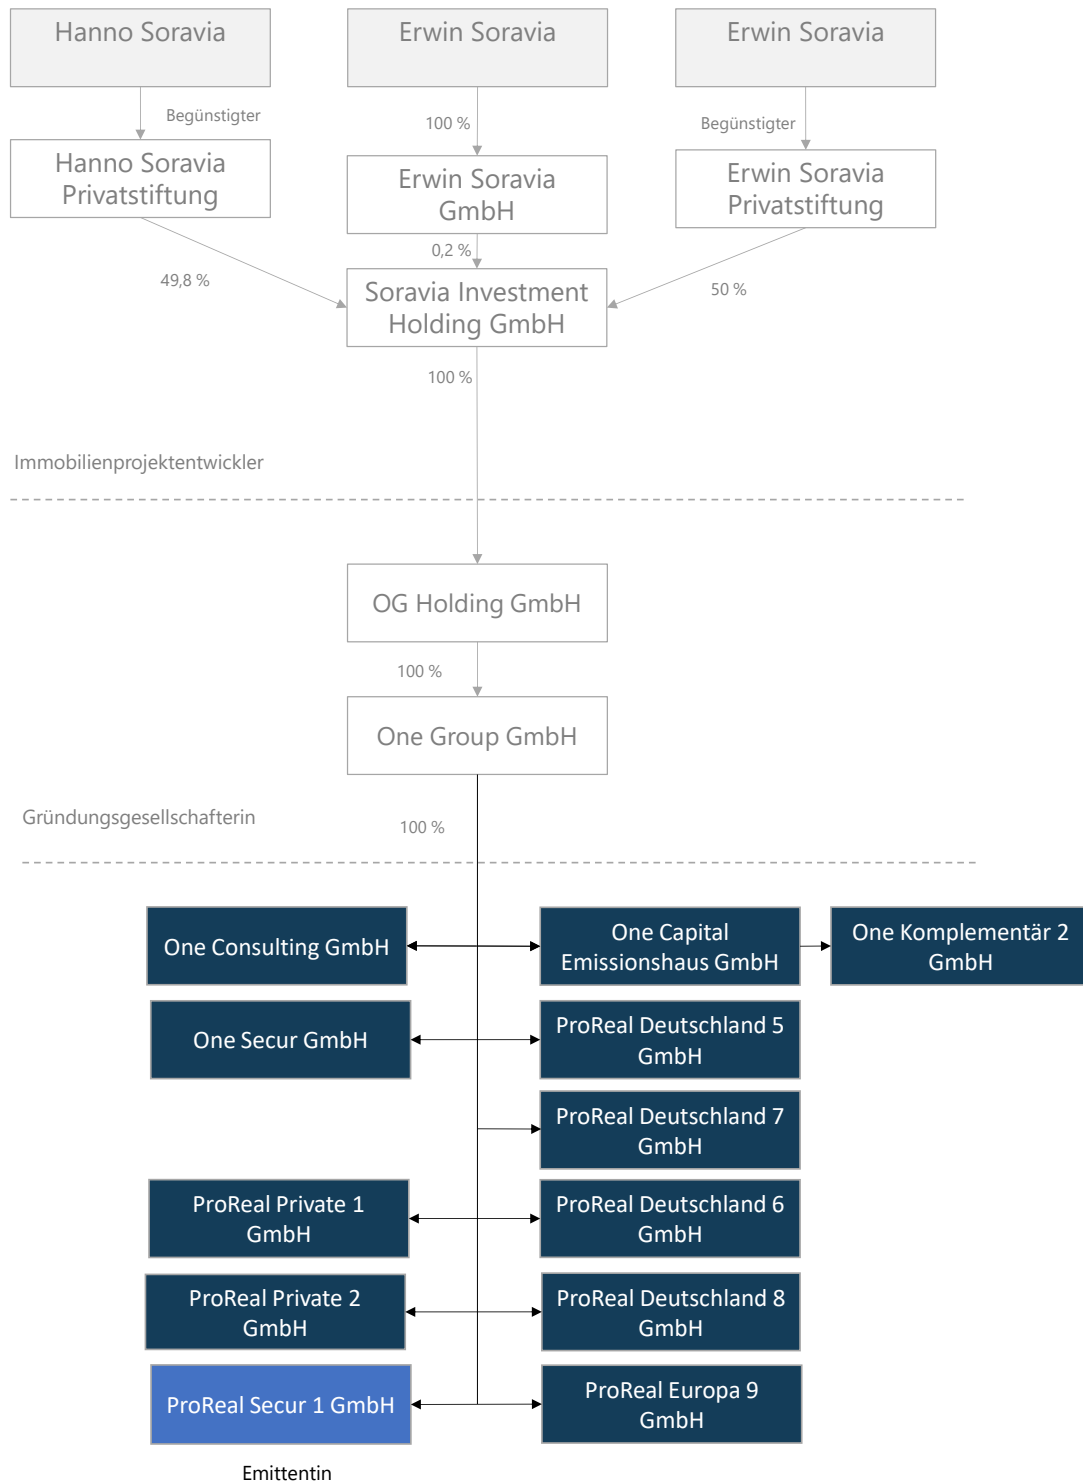 Hanno Soravia
Erwin Soravia
Erwin Soravia
Begünstigter
100 %
Begünstigter
Hanno Soravia
Privatstiftung
Erwin Soravia
GmbH
Erwin Soravia
Privatstiftung
49,8 %
0,2 %
50 %
Soravia Investment
Holding GmbH
100 %
Immobilienprojektentwickler
OG Holding GmbH
100 %
One Group GmbH
Gründungsgesellschafterin
100 %
One Consulting GmbH
One Capital
Emissionshaus GmbH
One Komplementär 2
GmbH
One Secur GmbH
ProReal Deutschland 5
GmbH
ProReal Deutschland 7
GmbH
ProReal Private 1
GmbH
ProReal Deutschland 6
GmbH
ProReal Private 2
GmbH
ProReal Deutschland 8
GmbH
ProReal Secur 1 GmbH
ProReal Europa 9
GmbH
Emittentin